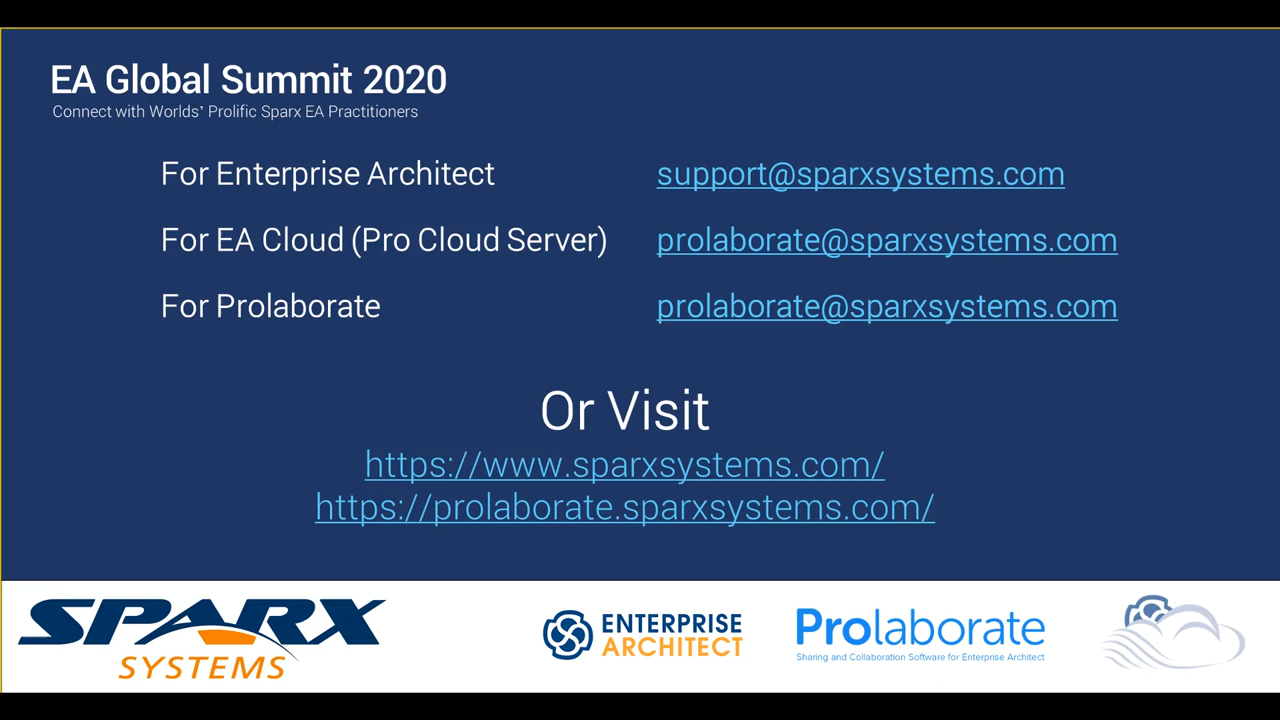 EA Global Summit 2020
Connect with Worlds’ Prolific Sparx EA Practitioners
For Enterprise Architect support@sparxsystems.com
For EA Cloud (Pro Cloud Server) prolaborate@sparxsystems.com
For Prolaborate prolaborate@sparxsystems.com
Or Visit
https://www.sparxsystems.com/
https://prolaborate.sparxsystems.com/
SPARX
SYSTEMS
ENTERPRISE
ARCHITECT
Prolaborate
Sharing and Collaboration Software for Enterprise Architect